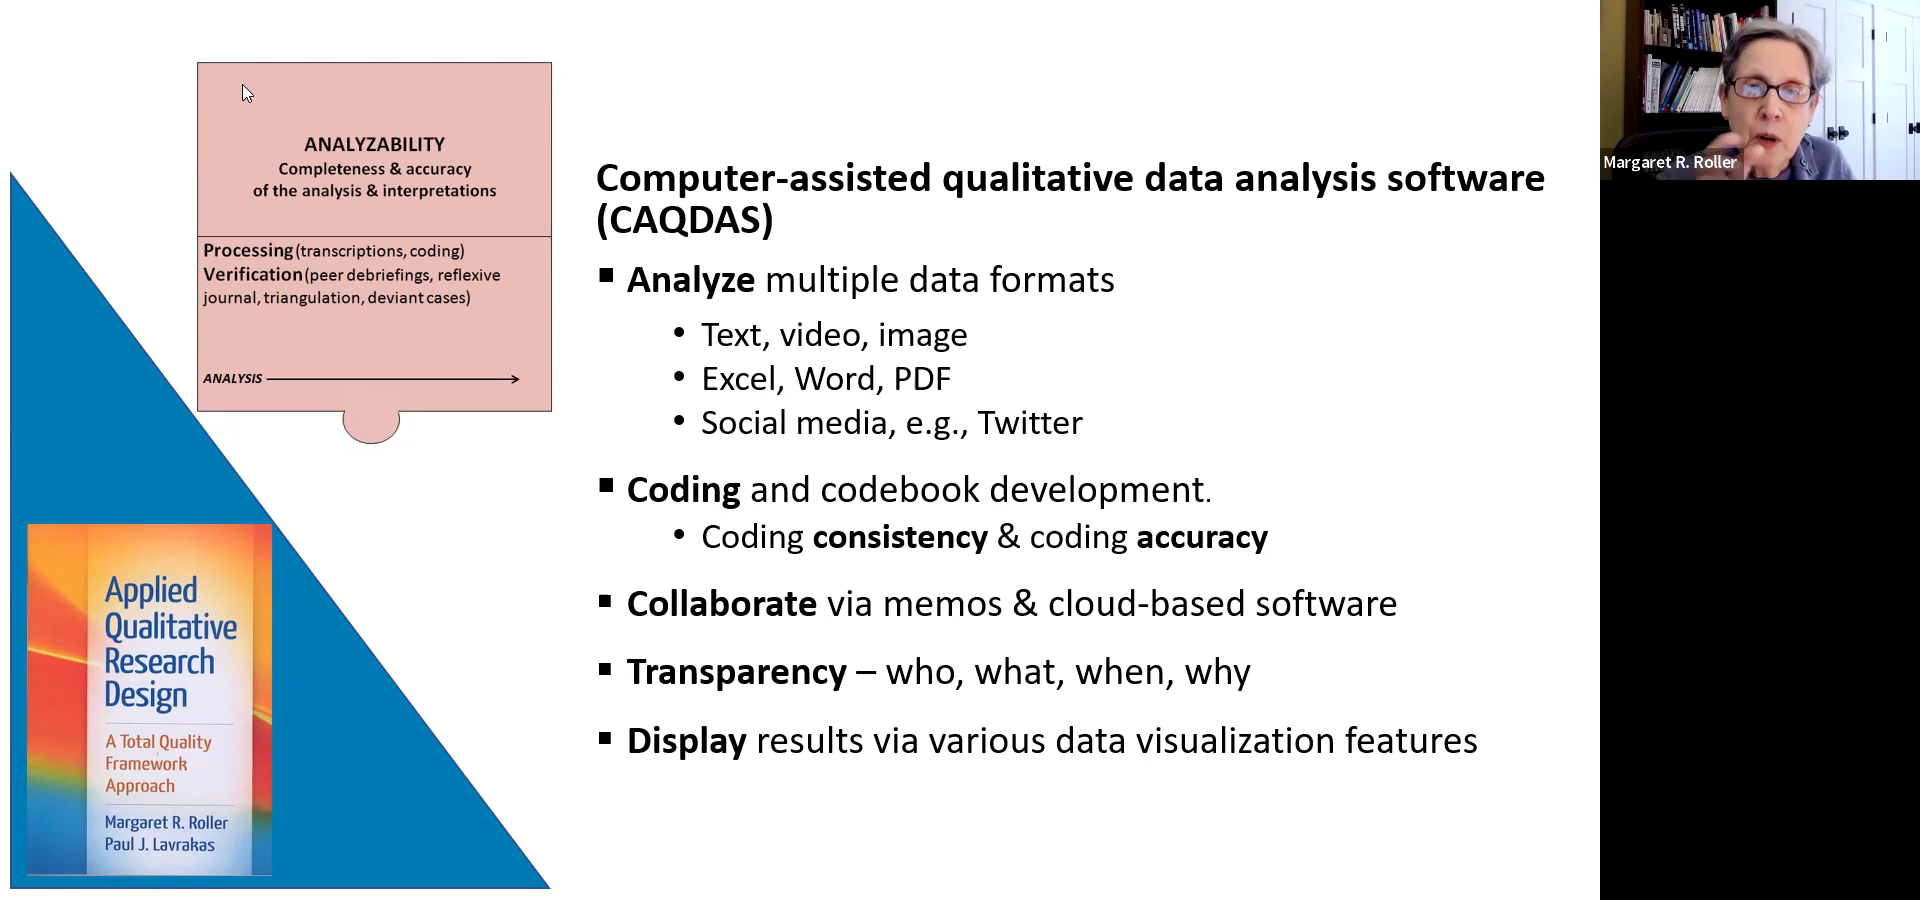 ANALYZABILITY
Completeness & accuracy
of the analysis & interpretations
Processing (transcriptions, coding)
Verification (peer debriefings, reflexive
journal, triangulation, deviant cases)
ANALYSIS
Applied
Qualitative
Research
Design
A Total Quality
Framework
Approach
Margaret R. Roller
Paul J. Lavrakas
Computer-assisted qualitative data analysis software
(CAQDAS)
▪ Analyze multiple data formats
• Text, video, image
• Excel, Word, PDF
• Social media, e.g., Twitter
▪ Coding and codebook development.
• Coding consistency & coding accuracy
▪ Collaborate via memos & cloud-based software
▪ Transparency – who, what, when, why
▪ Display results via various data visualization features
Margaret R. Roller